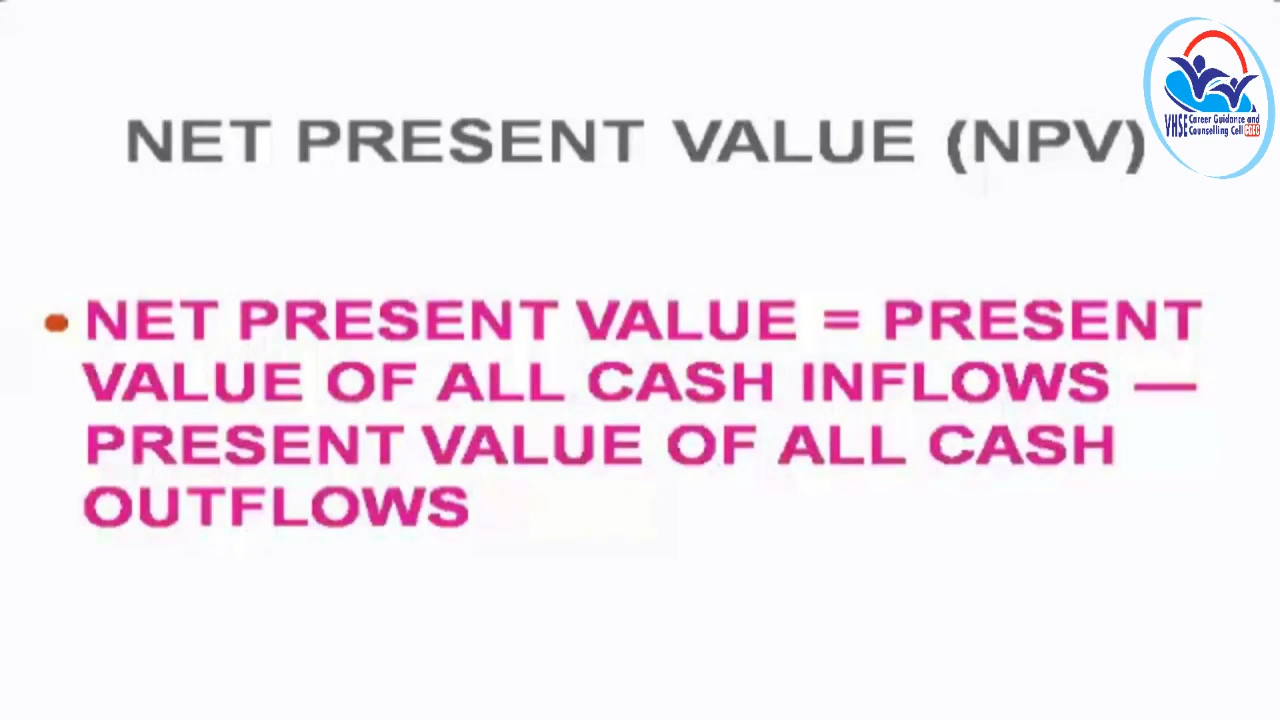 NET PRESENT VALUE (NPV)
VHSE Career Guidance and
Counselling Cell CGCC
• NET PRESENT VALUE = PRESENT
VALUE OF ALL CASH INFLOWS —
PRESENT VALUE OF ALL CASH
OUTFLOWS